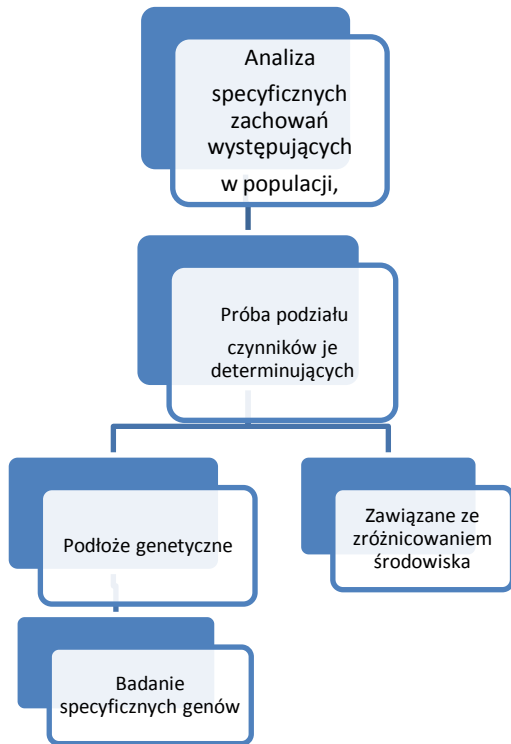 Analiza
specyficznych
zachowań
występujących
w populacji,
Próba podziału
czynników je
determinujących
Podłoże genetyczne
Zawiązane ze
zróżnicowaniem
środowiska
Badanie
specyficznych genów